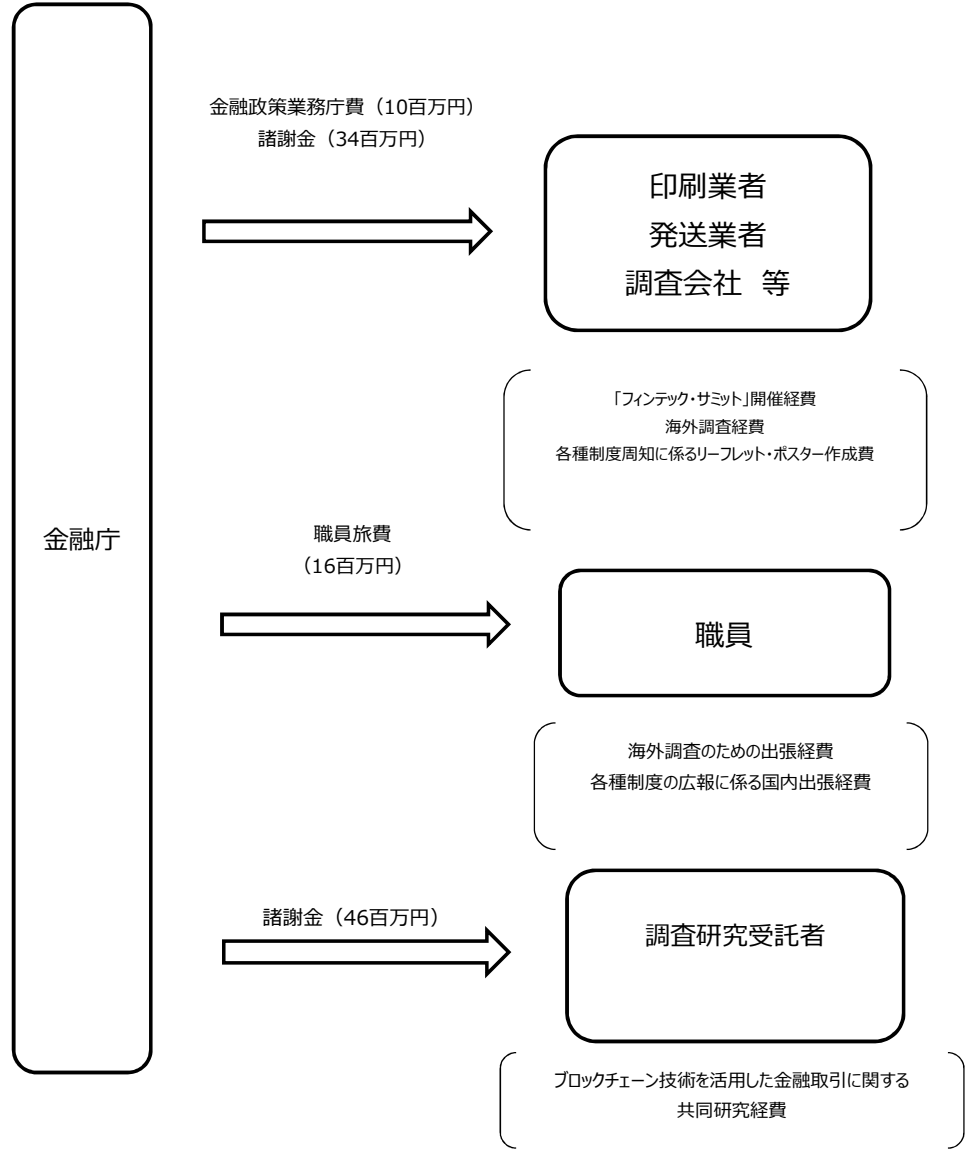 金融庁
金融政策業務庁費（10百万円）
諸謝金（34百万円）
印刷業者
発送業者
調査会社 等
「フィンテック・サミット」開催経費
海外調査経費
各種制度周知に係るリーフレット・ポスター作成費
職員旅費
（16百万円）
職員
海外調査のための出張経費
各種制度の広報に係る国内出張経費
諸謝金（46百万円）
調査研究受託者
ブロックチェーン技術を活用した金融取引に関する
共同研究経費